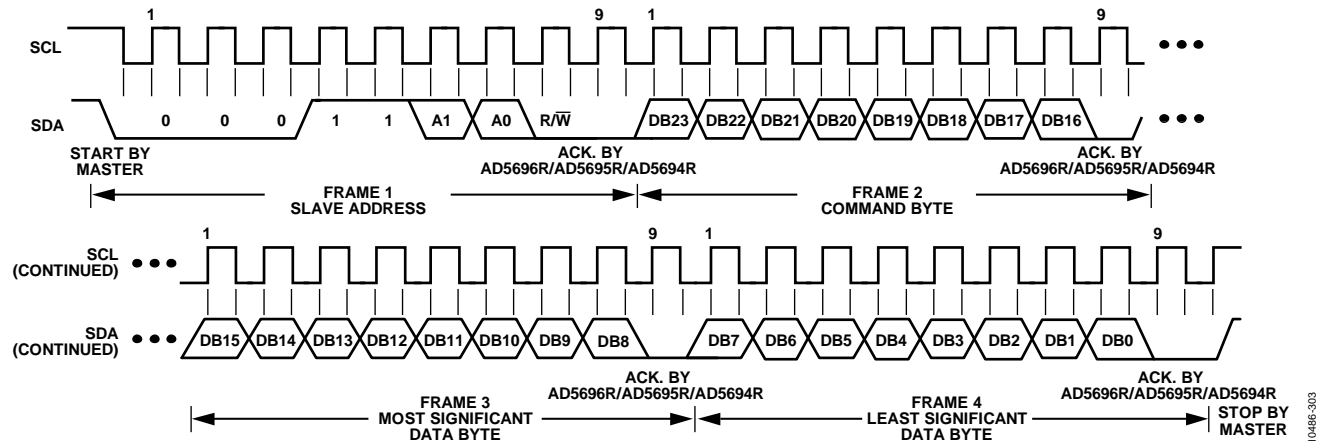 1 9 1 9
SCL
SDA
0 0 0 1 1 A1 A0 R/W̅ DB23 DB22 DB21 DB20 DB19 DB18 DB17 DB16
START BY
MASTER
ACK. BY
AD5696R/AD5695R/AD5694R
ACK. BY
AD5696R/AD5695R/AD5694R
FRAME 1
SLAVE ADDRESS
FRAME 2
COMMAND BYTE
1 9 1 9
SCL
(CONTINUED)
SDA
(CONTINUED)
DB15 DB14 DB13 DB12 DB11 DB10 DB9 DB8 DB7 DB6 DB5 DB4 DB3 DB2 DB1 DB0
ACK. BY
AD5696R/AD5695R/AD5694R
ACK. BY
AD5696R/AD5695R/AD5694R
FRAME 3
MOST SIGNIFICANT
DATA BYTE
FRAME 4
LEAST SIGNIFICANT
DATA BYTE
STOP BY
MASTER
10486-303